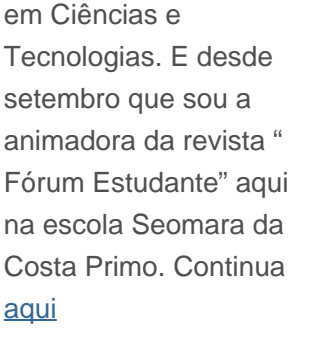 em Ciências e
Tecnologias. E desde
setembro que sou a
animadora da revista “
Fórum Estudante” aqui
na escola Seomara da
Costa Primo. Continua
aqui